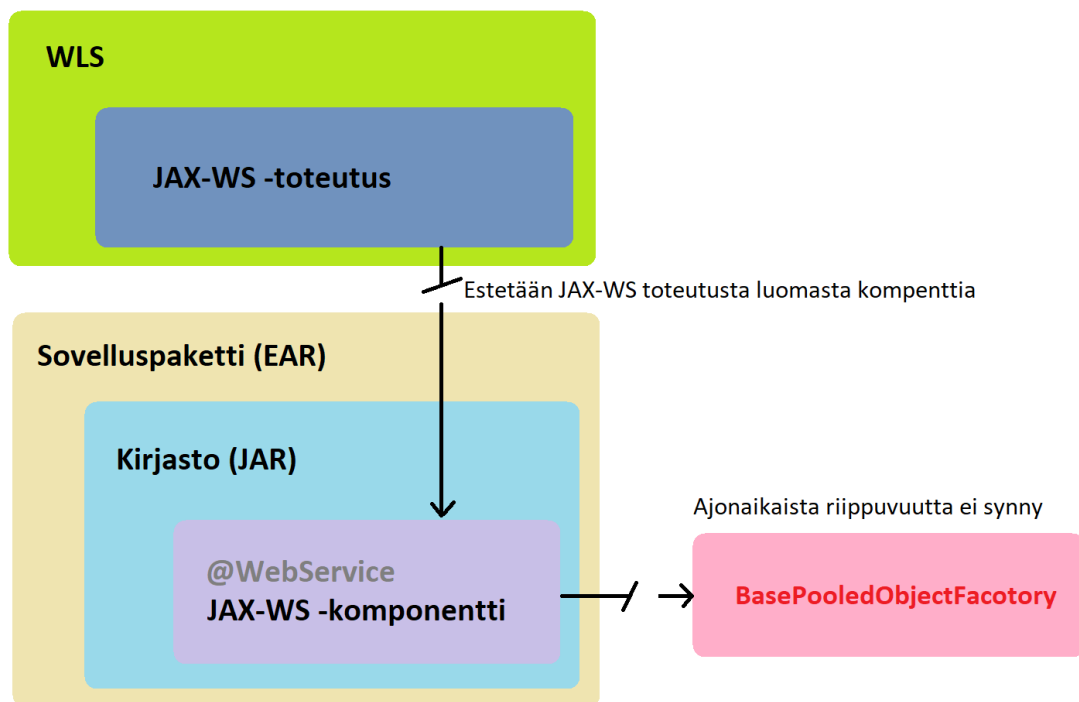 WLS
JAX-WS -toteutus
Estetään JAX-WS toteutusta luomasta kompenttia
Sovelluspaketti (EAR)
Kirjasto (JAR)
Ajonaikaista riippuvuutta ei synny
@WebService
JAX-WS -komponentti
BasePooledObjectFacotory